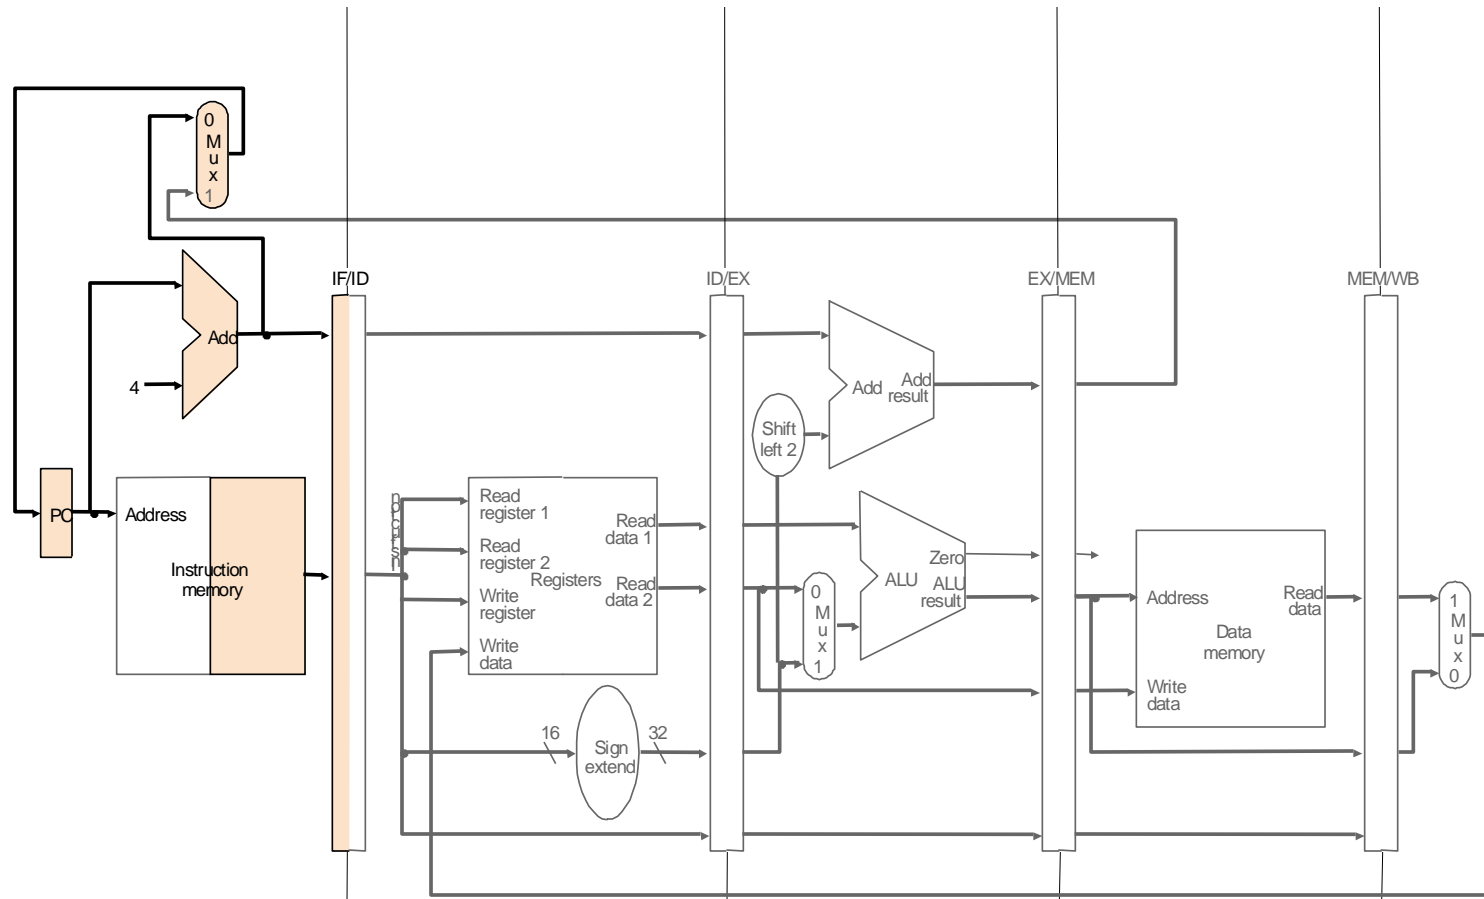 0
M
u
x
1
IF/ID
ID/EX
EX/MEM
MEM/WB
Add
4
Add
Add
result
Shift
left 2
PC
Address
Instruction
memory
Read
register 1
Read
register 2
Write
register
Write
data
Registers
Read
data 1
Read
data 2
0
M
u
x
1
Zero
ALU
ALU
result
Address
Read
data
Data
memory
Write
data
1
M
u
x
0
16
Sign
extend
32